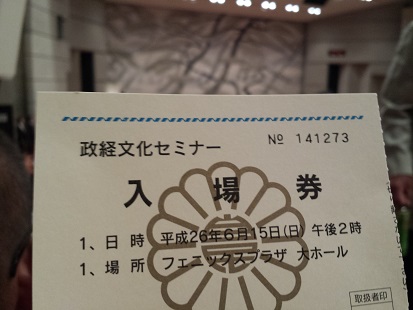 政経文化セミナー
№ 141273
入場券
1、日時 平成26年6月15日(日) 午後2時
1、場所 フェニックスプラザ 大ホール
取扱者印